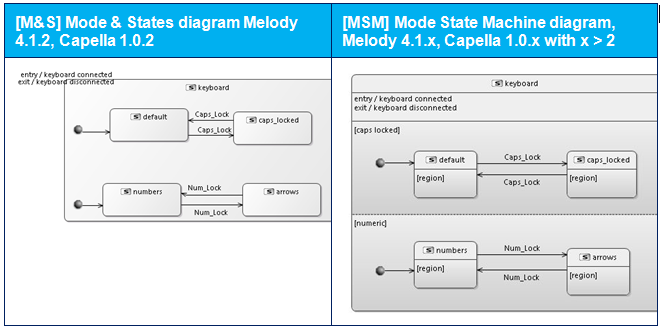 [M&S] Mode & States diagram Melody
4.1.2, Capella 1.0.2
[MSM] Mode State Machine diagram,
Melody 4.1.x, Capella 1.0.x with x > 2
entry / keyboard connected
exit / keyboard disconnected
keyboard
default
Caps_Lock
Caps_Lock
caps_locked
numbers
Num_Lock
Num_Lock
arrows
keyboard
entry / keyboard connected
exit / keyboard disconnected
[caps locked]
default
[region]
Caps_Lock
Caps_Lock
caps_locked
[region]
[numeric]
numbers
[region]
Num_Lock
Num_Lock
arrows
[region]